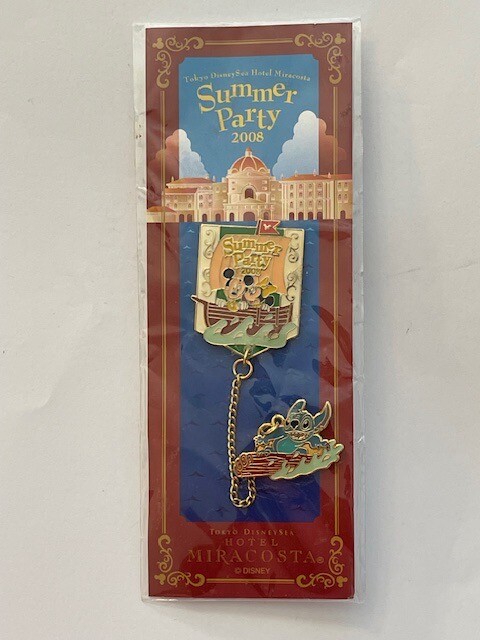 Tokyo DisneySea Hotel Miracosta
Summer
Party
2008
Summer
Party
2008
TOKYO DISNEYSEA
HOTEL
MIRACOSTA®
© DISNEY